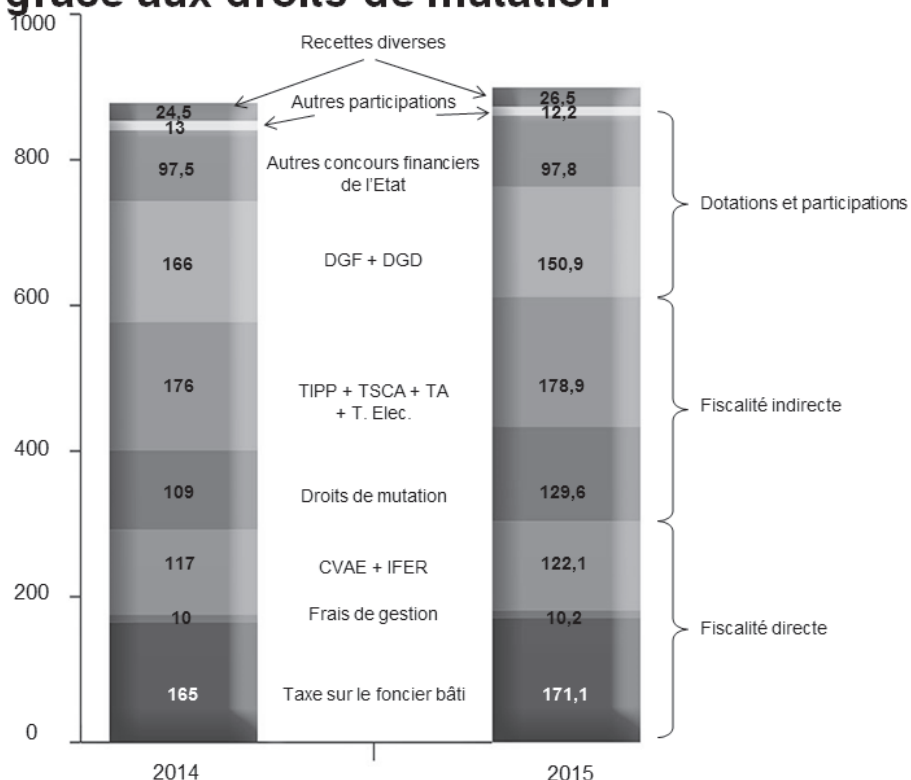 grâce aux droits de mutation
1000
800
600
400
200
0
24,5
13
97,5
166
176
109
117
10
165
2014
Recettes diverses
Autres participations
Autres concours financiers
de l'Etat
DGF + DGD
TIPP + TSCA + TA
+ T. Elec.
Droits de mutation
CVAE + IFER
Frais de gestion
Taxe sur le foncier bâti
26,5
12,2
97,8
150,9
178,9
129,6
122,1
10,2
171,1
2015
Dotations et participations
Fiscalité indirecte
Fiscalité directe